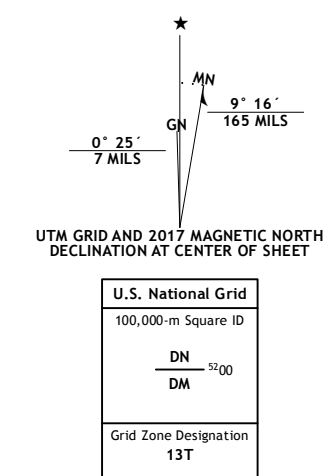 ★
MN
GN
9° 16´
165 MILS
0° 25´
7 MILS
UTM GRID AND 2017 MAGNETIC NORTH
DECLINATION AT CENTER OF SHEET
U.S. National Grid
100,000-m Square ID
DN
5200
DM
Grid Zone Designation
13T